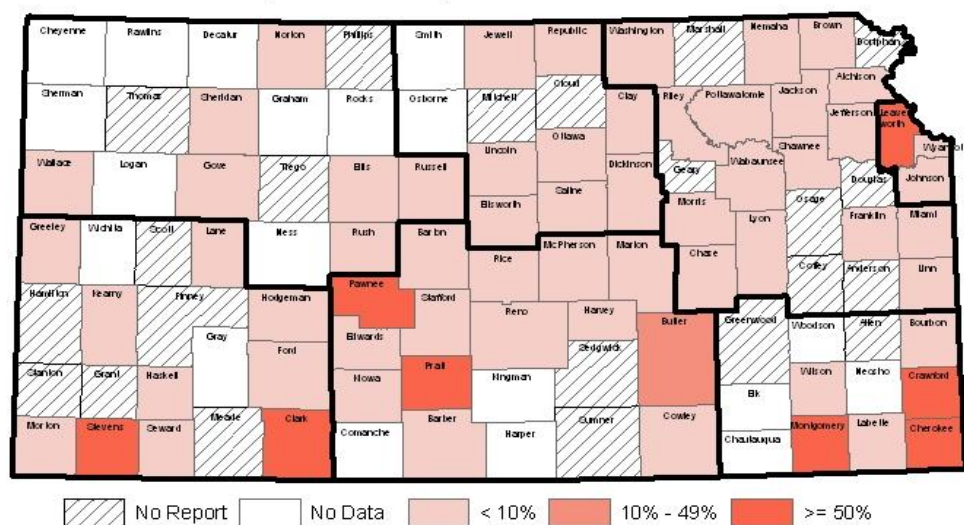 Cheyenne Rawlins Decatur Norton Phillips Smith Jewell Republic Washington Marshall Nemaha Brown Doniphan
Atchison
Sherman Thomas Sheridan Graham Rocks Osborne Mitchell Cloud Clay Riley Pottawatomie Jackson Jefferson Leavenworth
Ottawa
Wallace Logan Gove Trego Ellis Russell Lincoln Dickinson Geary Wabaunsee Shawnee Douglas Johnson
Saline
Ellsworth Morris Osage
Greeley Wichita Scott Lane Ness Rush Barton Rice McPherson Marion Chase Lyon Franklin Miami
Hamilton Kearny Finney Hodgeman Pawnee Stafford Reno Harvey Coffey Anderson Linn
Gray Edwards Sedgwick Butler Greenwood Woodson Allen Bourbon
Stanton Grant Haskell Ford Kiowa Pratt Kingman Elk Wilson Neosho Crawford
Morton Stevens Seward Meade Clark Comanche Barber Harper Sumner Cowley Chautauqua Montgomery Labette Cherokee
No Report No Data < 10% 10% - 49% >= 50%